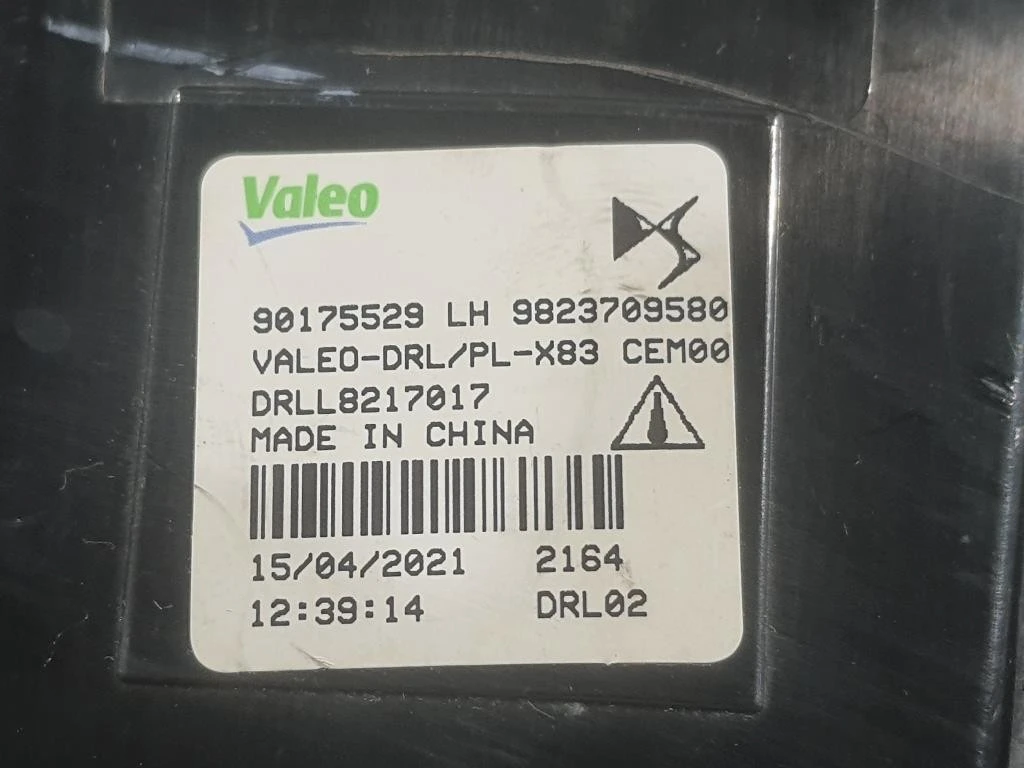 Valeo
DS
90175529 LH 9823709580
VALEO-DRL/PL-X83 CEM00
DRLL8217017
MADE IN CHINA
15/04/2021 2164
12:39:14 DRL02